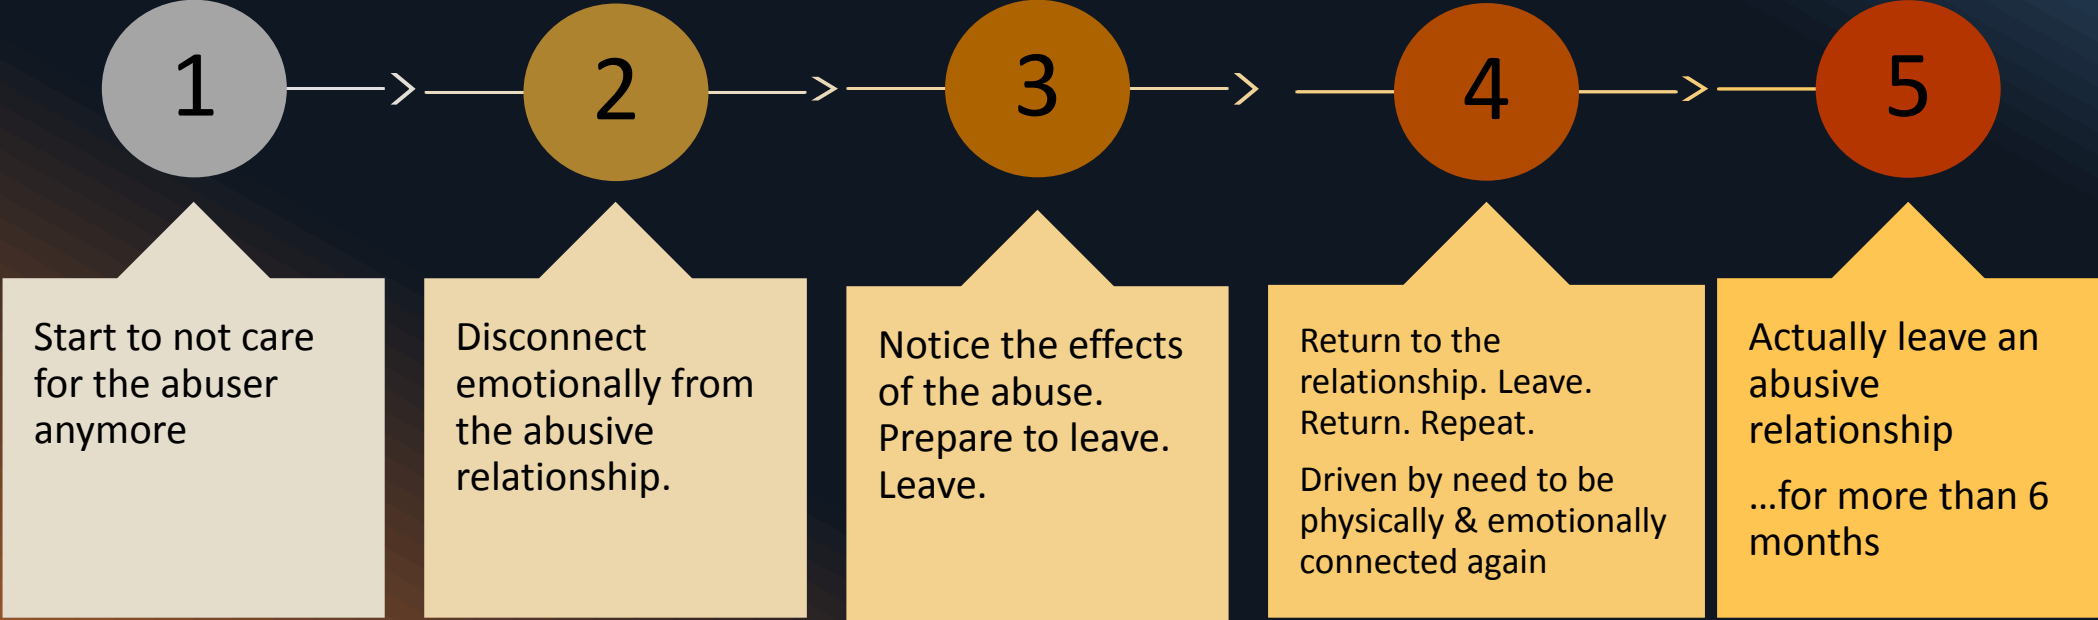 1
Start to not care
for the abuser
anymore
2
Disconnect
emotionally from
the abusive
relationship.
3
Notice the effects
of the abuse.
Prepare to leave.
Leave.
4
Return to the
relationship. Leave.
Return. Repeat.
Driven by need to be
physically & emotionally
connected again
5
Actually leave an
abusive
relationship
...for more than 6
months